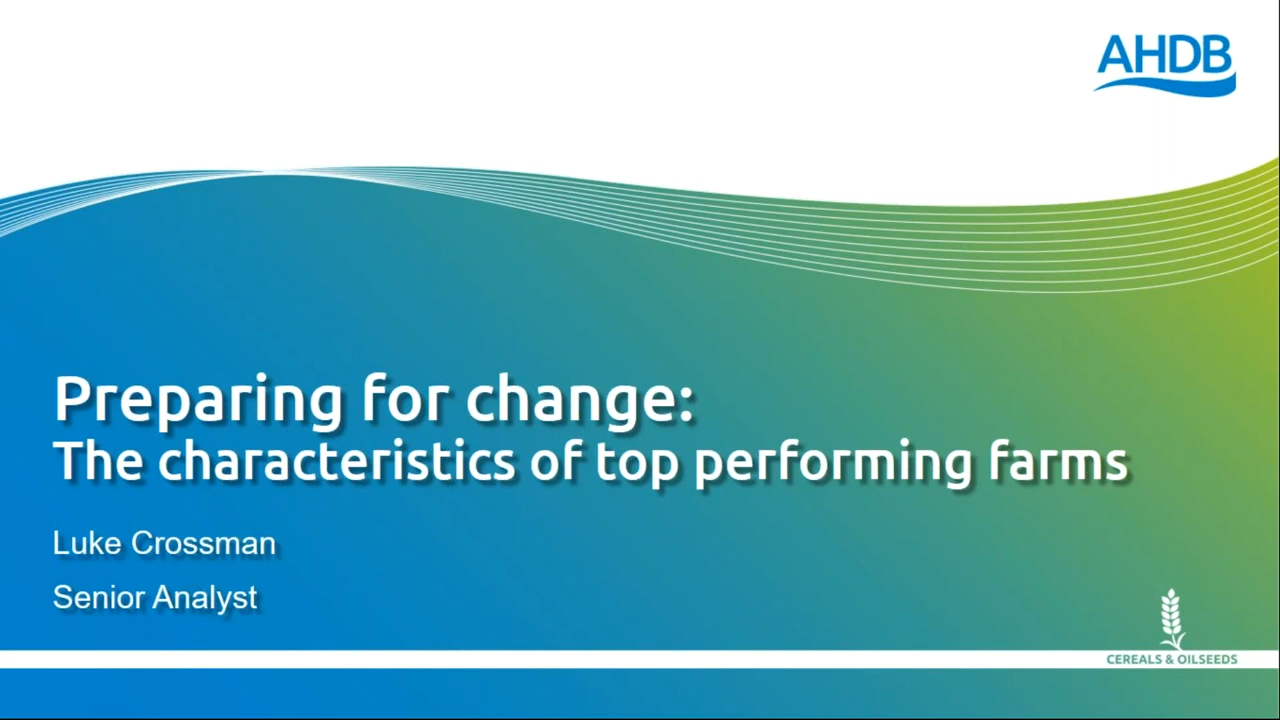 AHDB
Preparing for change:
The characteristics of top performing farms
Luke Crossman
Senior Analyst
CEREALS & OILSEEDS